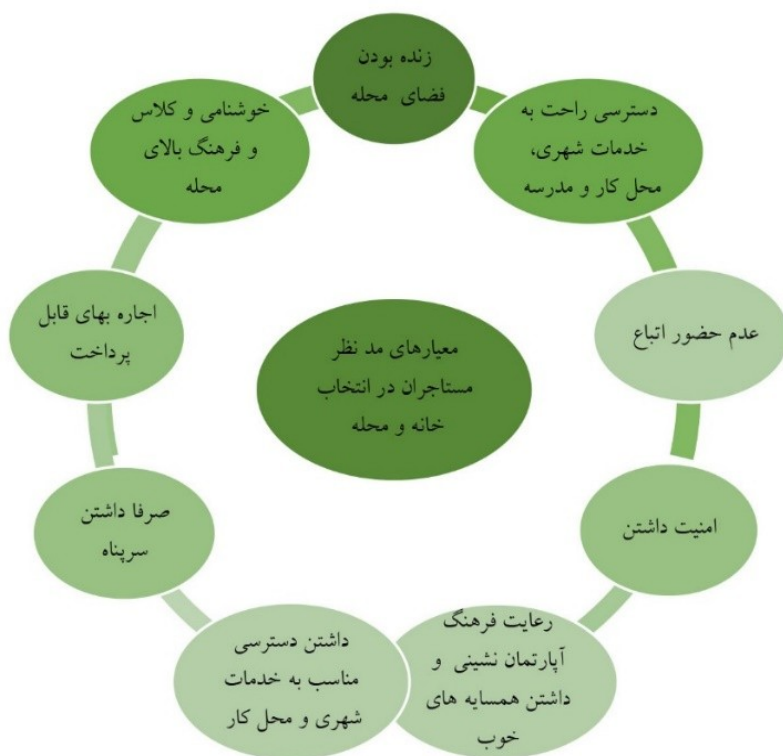 زنده بودن
فضای محله
دسترسی راحت به
خدمات شهری،
محل کار و مدرسه
عدم حضور اتباع
امنیت داشتن
رعایت فرهنگ
آپارتمان نشینی و
داشتن همسایه های
خوب
داشتن دسترسی
مناسب به خدمات
شهری و محل کار
صرفا داشتن
سرپناه
اجاره بهای قابل
پرداخت
خوشنامی و کلاس
و فرهنگ بالای
محله
معیارهای مد نظر
مستاجران در انتخاب
خانه و محله